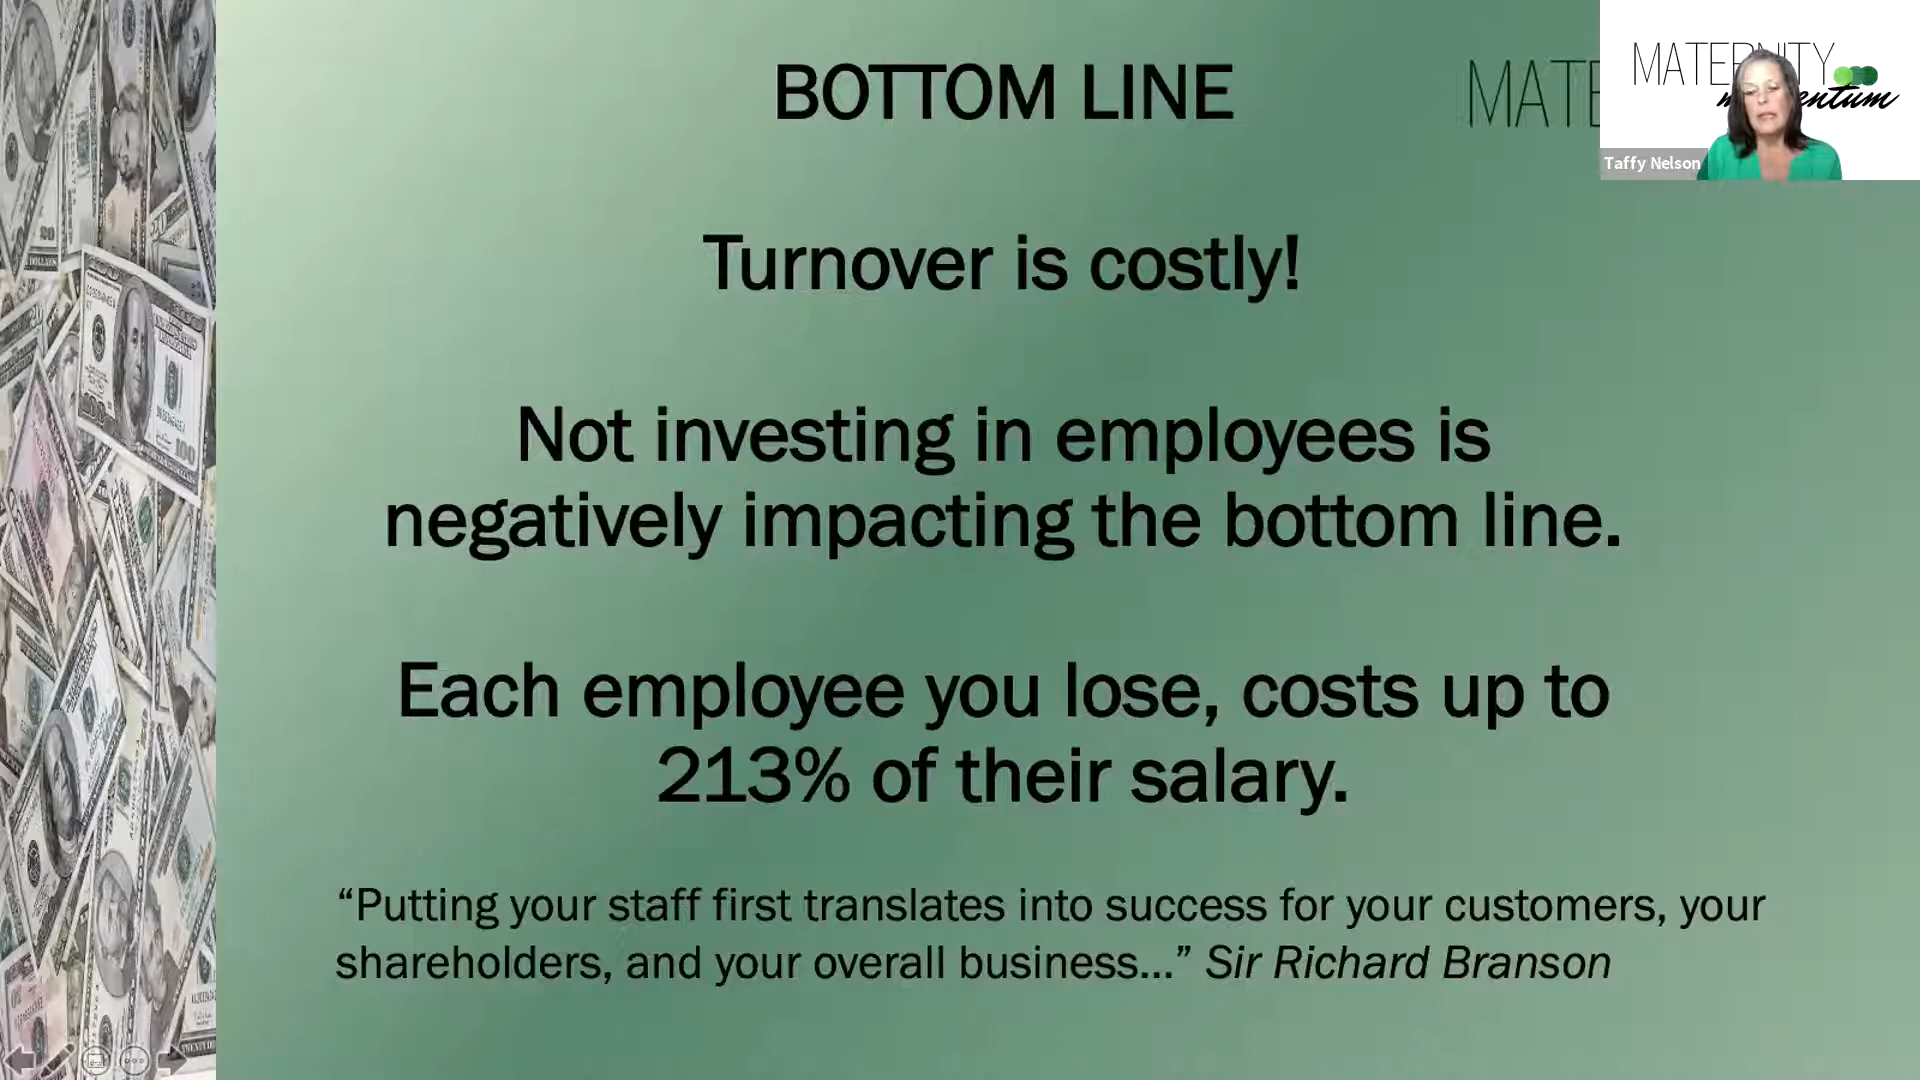 BOTTOM LINE
MATE
MATERNITY
Taffy Nelson
Turnover is costly!
Not investing in employees is
negatively impacting the bottom line.
Each employee you lose, costs up to
213% of their salary.
“Putting your staff first translates into success for your customers, your
shareholders, and your overall business...” Sir Richard Branson